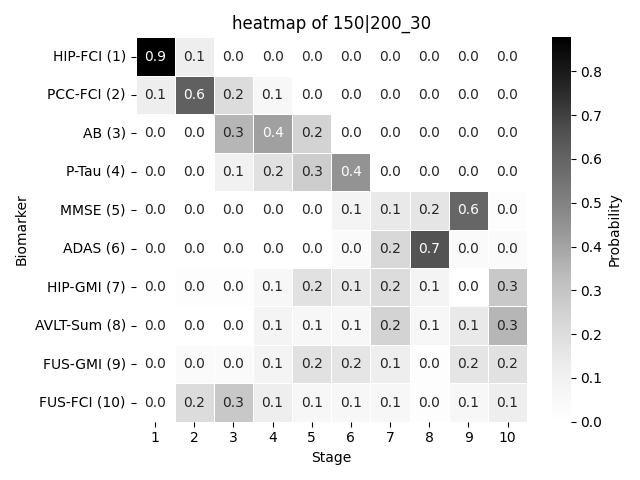 heatmap of 150|200_30
HIP-FCI (1) 0.9 0.1 0.0 0.0 0.0 0.0 0.0 0.0 0.0 0.0
PCC-FCI (2) 0.1 0.6 0.2 0.1 0.0 0.0 0.0 0.0 0.0 0.0
AB (3) 0.0 0.0 0.3 0.4 0.2 0.0 0.0 0.0 0.0 0.0
P-Tau (4) 0.0 0.0 0.1 0.2 0.3 0.4 0.0 0.0 0.0 0.0
MMSE (5) 0.0 0.0 0.0 0.0 0.0 0.1 0.1 0.2 0.6 0.0
ADAS (6) 0.0 0.0 0.0 0.0 0.0 0.0 0.2 0.7 0.0 0.0
HIP-GMI (7) 0.0 0.0 0.0 0.1 0.2 0.1 0.2 0.1 0.0 0.3
AVLT-Sum (8) 0.0 0.0 0.0 0.1 0.1 0.1 0.2 0.1 0.1 0.3
FUS-GMI (9) 0.0 0.0 0.0 0.1 0.2 0.2 0.1 0.0 0.2 0.2
FUS-FCI (10) 0.0 0.2 0.3 0.1 0.1 0.1 0.1 0.0 0.1 0.1
1 2 3 4 5 6 7 8 9 10
Stage
Biomarker
0.8
0.7
0.6
0.5
0.4
0.3
0.2
0.1
0.0
Probability